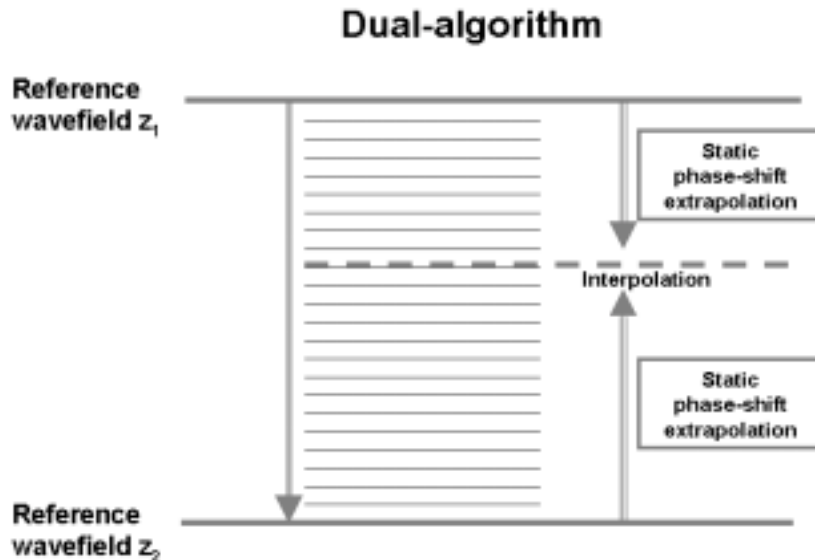 Dual-algorithm
Reference
wavefield z₁
Static
phase-shift
extrapolation
Interpolation
Static
phase-shift
extrapolation
Reference
wavefield z₂